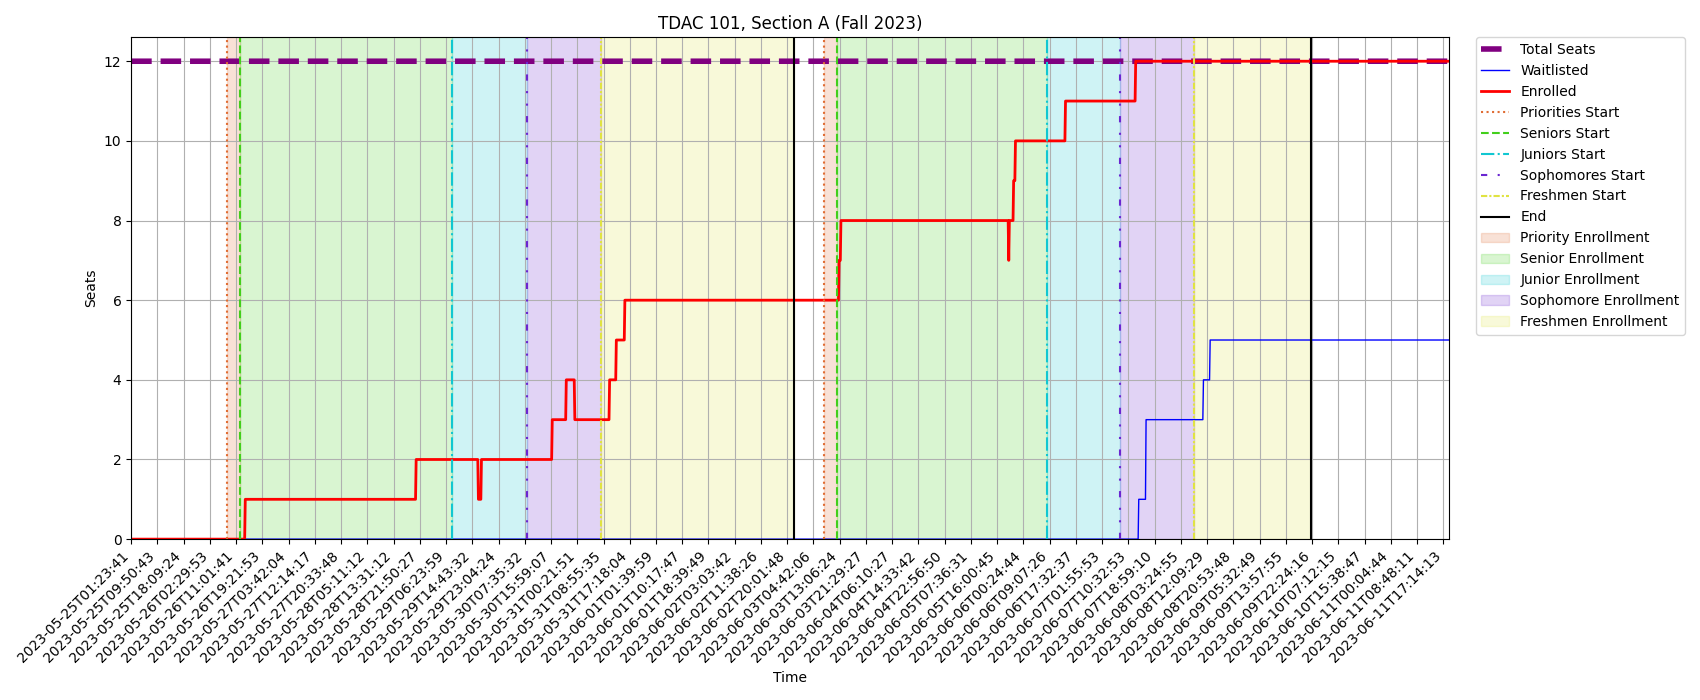 TDAC 101, Section A (Fall 2023)
Seats
12
10
8
6
4
2
0
2023-05-25T01:23:41
2023-05-25T09:50:43
2023-05-25T18:09:24
2023-05-26T02:29:53
2023-05-26T11:01:41
2023-05-26T19:21:53
2023-05-27T03:42:04
2023-05-27T12:14:17
2023-05-27T20:33:48
2023-05-28T05:11:12
2023-05-28T13:31:12
2023-05-28T21:50:27
2023-05-29T06:23:59
2023-05-29T14:43:32
2023-05-29T23:04:24
2023-05-30T07:35:32
2023-05-30T15:59:07
2023-05-31T00:21:51
2023-05-31T08:55:35
2023-05-31T17:18:04
2023-06-01T01:39:59
2023-06-01T10:17:47
2023-06-01T18:39:49
2023-06-02T03:03:42
2023-06-02T11:38:26
2023-06-02T20:01:48
2023-06-03T04:42:06
2023-06-03T13:06:24
2023-06-03T21:29:27
2023-06-04T06:10:27
2023-06-04T14:33:42
2023-06-04T22:56:50
2023-06-05T07:36:31
2023-06-05T16:00:45
2023-06-06T00:24:44
2023-06-06T09:07:26
2023-06-06T17:32:37
2023-06-07T01:55:53
2023-06-07T10:32:53
2023-06-07T18:59:10
2023-06-08T03:24:55
2023-06-08T12:09:29
2023-06-08T20:53:48
2023-06-09T05:32:49
2023-06-09T13:57:55
2023-06-09T22:24:16
2023-06-10T07:12:15
2023-06-10T15:38:47
2023-06-11T00:04:44
2023-06-11T08:48:11
2023-06-11T17:14:13
Time
Total Seats
Waitlisted
Enrolled
Priorities Start
Seniors Start
Juniors Start
Sophomores Start
Freshmen Start
End
Priority Enrollment
Senior Enrollment
Junior Enrollment
Sophomore Enrollment
Freshmen Enrollment